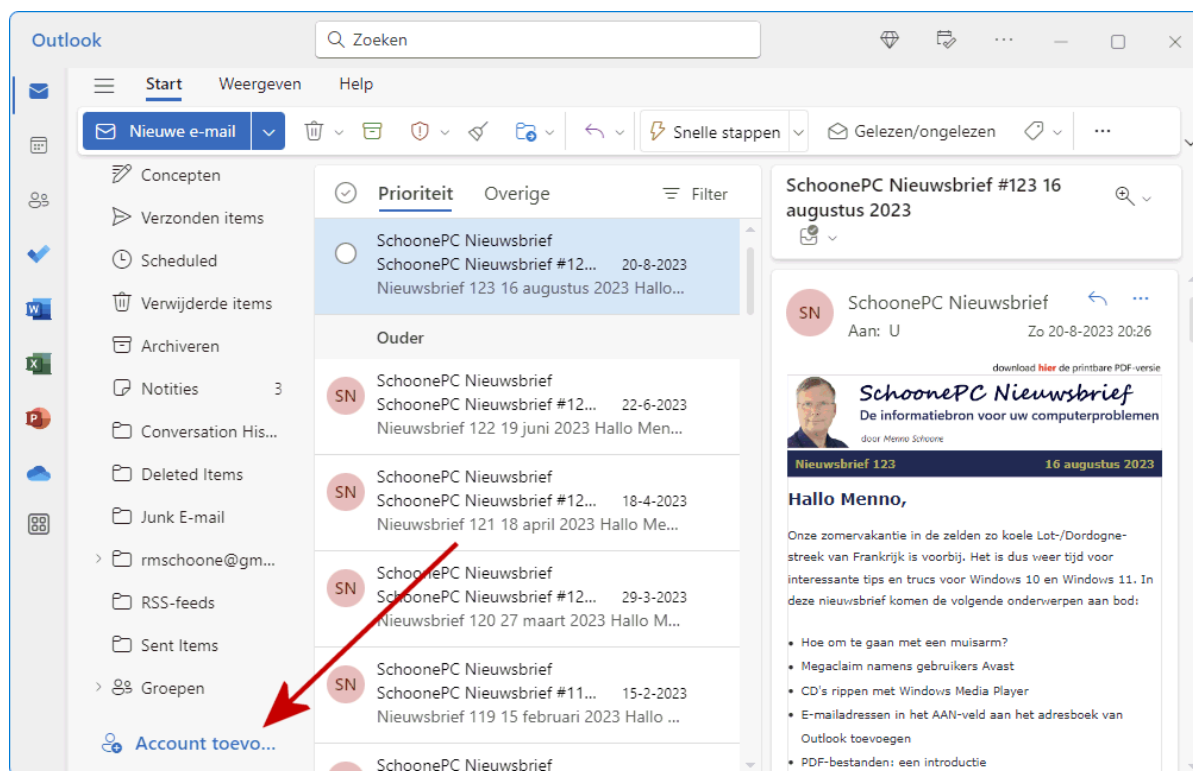 Outlook
Zoeken
Start Weergeven Help
Nieuwe e-mail
Snelle stappen
Gelezen/ongelezen
Concepten
Verzonden items
Scheduled
Verwijderde items
Archiveren
Notities 3
Conversation His...
Deleted Items
Junk E-mail
rmschoone@gm...
RSS-feeds
Sent Items
Groepen
Account toevo...
Prioriteit Overige Filter
SchoonePC Nieuwsbrief
SchoonePC Nieuwsbrief #12... 20-8-2023
Nieuwsbrief 123 16 augustus 2023 Hallo...
Ouder
SN
SchoonePC Nieuwsbrief
SchoonePC Nieuwsbrief #12... 22-6-2023
Nieuwsbrief 122 19 juni 2023 Hallo Men...
SN
SchoonePC Nieuwsbrief
SchoonePC Nieuwsbrief #12... 18-4-2023
Nieuwsbrief 121 18 april 2023 Hallo Me...
SN
SchoonePC Nieuwsbrief
SchoonePC Nieuwsbrief #12... 29-3-2023
Nieuwsbrief 120 27 maart 2023 Hallo M...
SN
SchoonePC Nieuwsbrief
SchoonePC Nieuwsbrief #11... 15-2-2023
Nieuwsbrief 119 15 februari 2023 Hallo ...
SchoonePC Nieuwsbrief
SchoonePC Nieuwsbrief #123 16
augustus 2023
SN
SchoonePC Nieuwsbrief
Aan: U Zo 20-8-2023 20:26
download hier de printbare PDF-versie
SchoonePC Nieuwsbrief
De informatiebron voor uw computerproblemen
door Menno Schoone
Nieuwsbrief 123 16 augustus 2023
Hallo Menno,
Onze zomervakantie in de zelden zo koele Lot-/Dordogne-
streek van Frankrijk is voorbij. Het is dus weer tijd voor
interessante tips en trucs voor Windows 10 en Windows 11. In
deze nieuwsbrief komen de volgende onderwerpen aan bod:
• Hoe om te gaan met een muisarm?
• Megaclaim namens gebruikers Avast
• CD's rippen met Windows Media Player
• E-mailadressen in het AAN-veld aan het adresboek van
Outlook toevoegen
• PDF-bestanden: een introductie